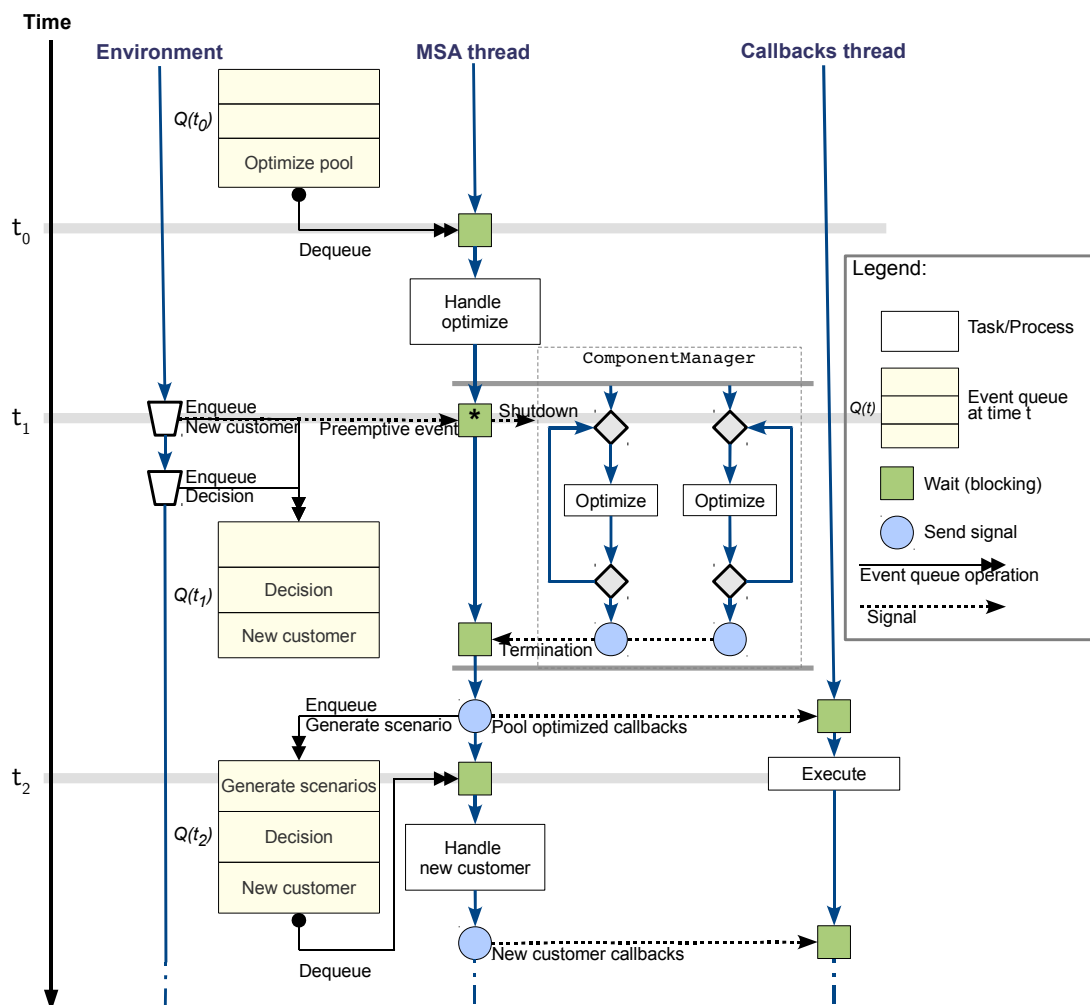 Time
Environment
MSA thread
Callbacks thread
Q(t0)
Optimize pool
t0
Dequeue
Handle
optimize
Legend:
Task/Process
Q(t)
Event queue
at time t
Wait (blocking)
Send signal
Event queue operation
Signal
ComponentManager
t1
Enqueue
New customer
Preemptive event
*
Shutdown
Enqueue
Decision
Optimize
Optimize
Q(t1)
Decision
New customer
Termination
Enqueue
Generate scenario
Pool optimized callbacks
t2
Generate scenarios
Execute
Q(t2)
Decision
Handle
new customer
New customer
Dequeue
New customer callbacks